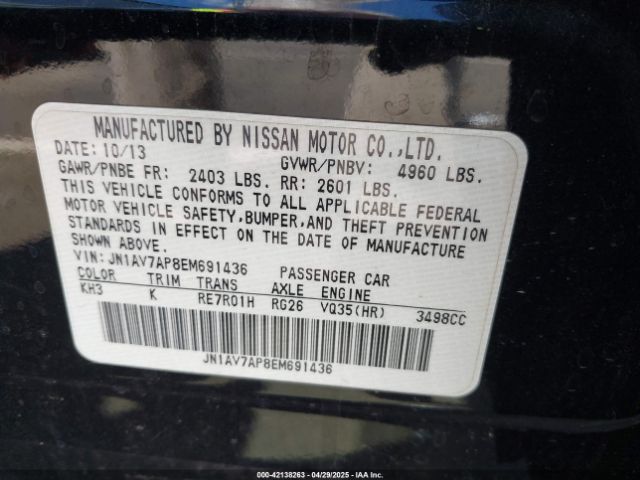 MANUFACTURED BY NISSAN MOTOR CO.,LTD.
DATE: 10/13 GVWR/PNBV: 4960 LBS.
GAWR/PNBE FR: 2403 LBS. RR: 2601 LBS.
THIS VEHICLE CONFORMS TO ALL APPLICABLE FEDERAL
MOTOR VEHICLE SAFETY,BUMPER,AND THEFT PREVENTION
STANDARDS IN EFFECT ON THE DATE OF MANUFACTURE
SHOWN ABOVE.
VIN: JN1AV7AP8EM691436 PASSENGER CAR
COLOR TRIM TRANS AXLE ENGINE
KH3 K RE7R01H RG26 VQ35(HR) 3498CC
JN1AV7AP8EM691436
000-42138263 - 04/29/2025 - IAA Inc.